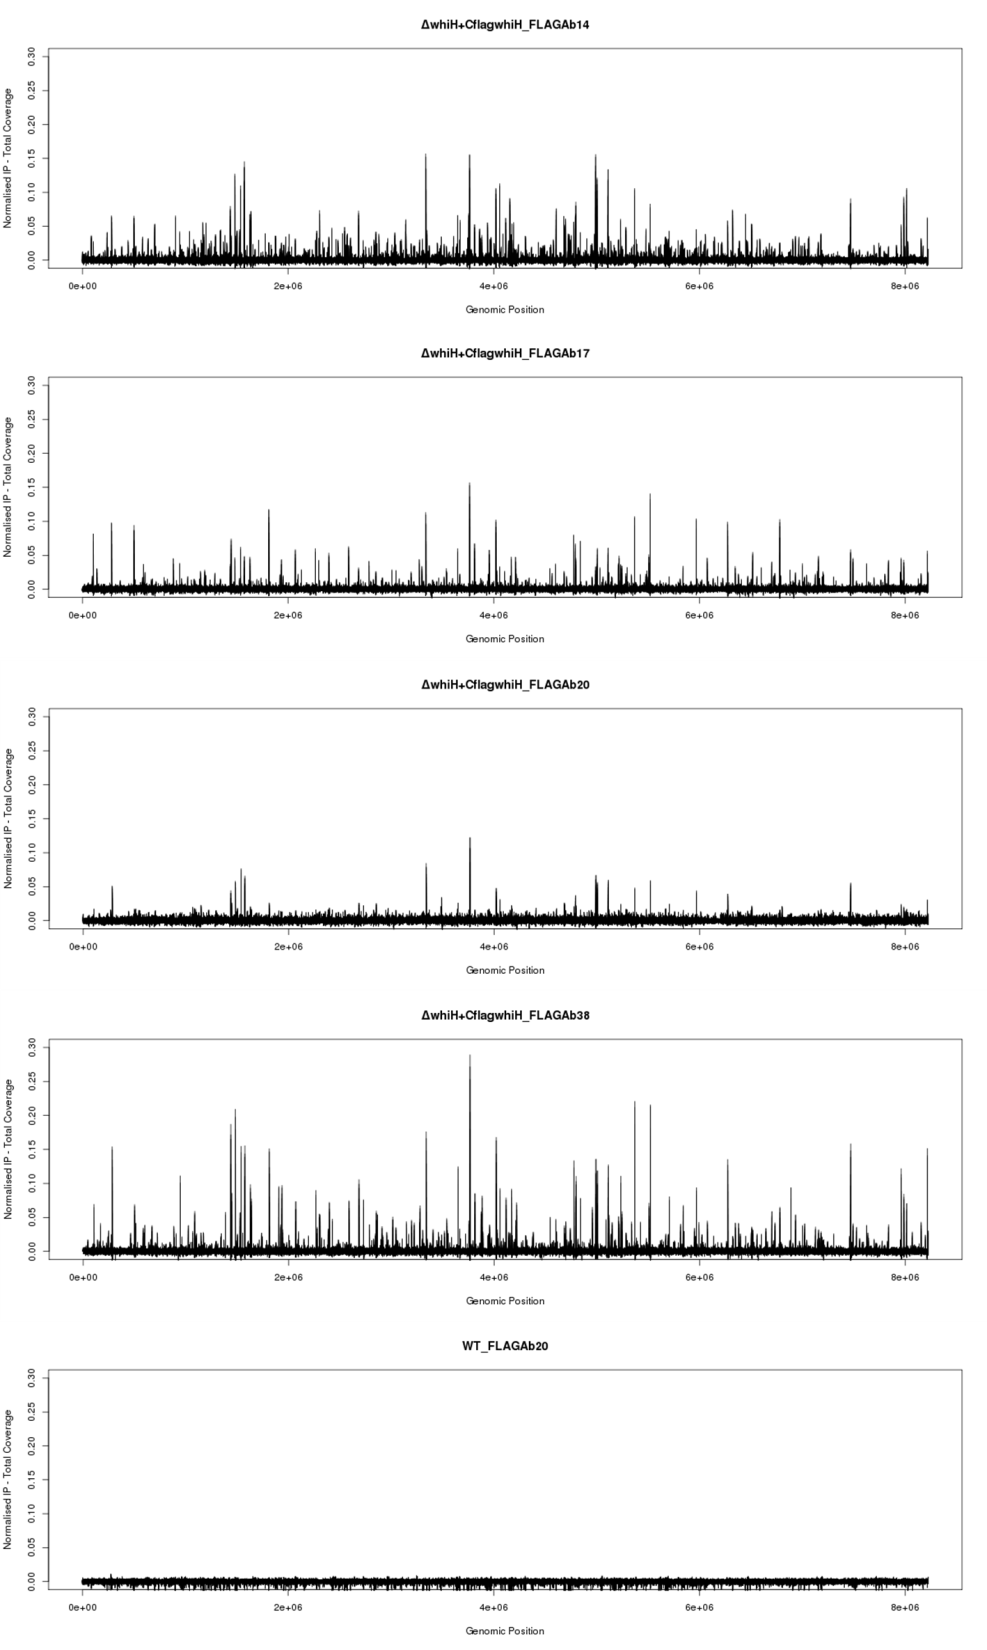 ΔwhiH+CflagwhiH_FLAGAb14
Normalised IP - Total Coverage
0.30
0.25
0.20
0.15
0.10
0.05
0.00
0e+00 2e+06 4e+06 6e+06 8e+06
Genomic Position
ΔwhiH+CflagwhiH_FLAGAb17
Normalised IP - Total Coverage
0.30
0.25
0.20
0.15
0.10
0.05
0.00
0e+00 2e+06 4e+06 6e+06 8e+06
Genomic Position
ΔwhiH+CflagwhiH_FLAGAb20
Normalised IP - Total Coverage
0.30
0.25
0.20
0.15
0.10
0.05
0.00
0e+00 2e+06 4e+06 6e+06 8e+06
Genomic Position
ΔwhiH+CflagwhiH_FLAGAb38
Normalised IP - Total Coverage
0.30
0.25
0.20
0.15
0.10
0.05
0.00
0e+00 2e+06 4e+06 6e+06 8e+06
Genomic Position
WT_FLAGAb20
Normalised IP - Total Coverage
0.30
0.25
0.20
0.15
0.10
0.05
0.00
0e+00 2e+06 4e+06 6e+06 8e+06
Genomic Position